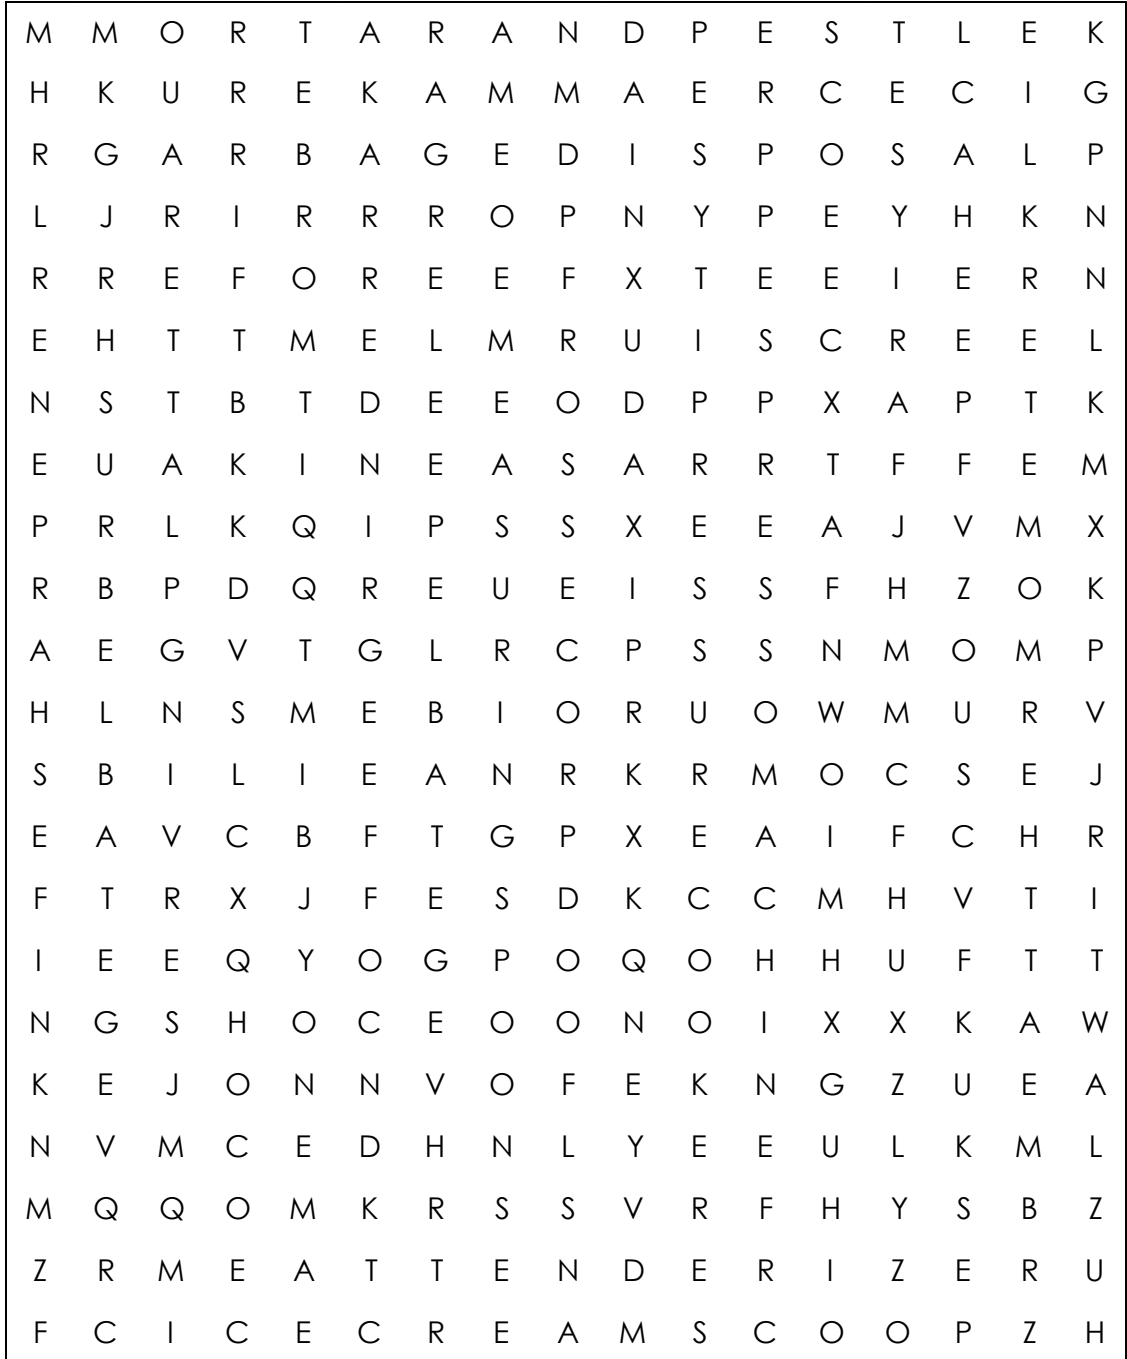 M M O R T A R A N D P E S T L E K
H K U R E K A M M A E R C E C I G
R G A R B A G E D I S P O S A L P
L J R I R R R O P N Y P E Y H K N
R R E F O R E E F X T E E I E R N
E H T T M E L M R U I S C R E E L
N S T B T D E E O D P P X A P T K
E U A K I N E A S A R R T F F E M
P R L K Q I P S S X E E A J V M X
R B P D Q R E U E I S S F H Z O K
A E G V T G L R C P S S N M O M P
H L N S M E B I O R U O W M U R V
S B I L I E A N R K R M O C S E J
E A V C B F T G P X E A I F C H R
F T R X J F E S D K C C M H V T I
I E E Q Y O G P O Q O H H U F T T
N G S H O C E O O N O I X X K A W
K E J O N N V O F E K N G Z U E A
N V M C E D H N L Y E E U L K M L
M Q Q O M K R S S V R F H Y S B Z
Z R M E A T T E N D E R I Z E R U
F C I C E C R E A M S C O O P Z H